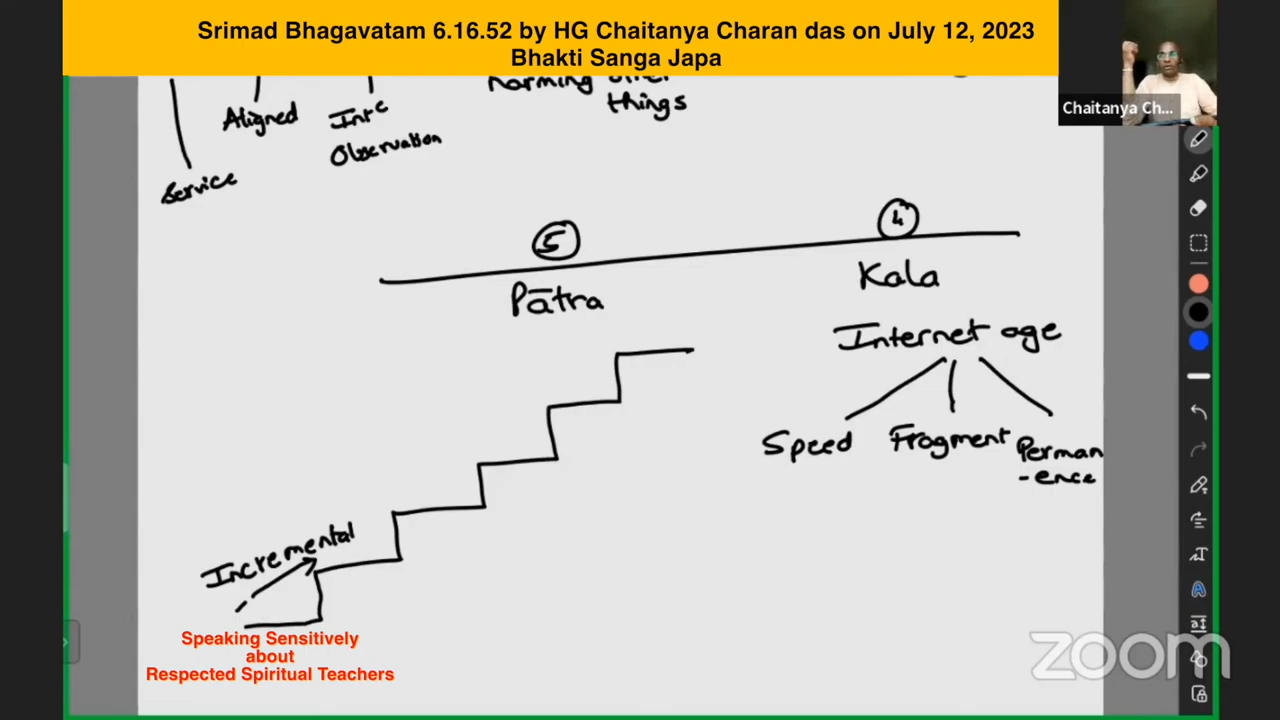 Srimad Bhagavatam 6.16.52 by HG Chaitanya Charan das on July 12, 2023
Bhakti Sanga Japa
Chaitanya Ch...
harming other
things
Aligned
Observation
Service
5
4
Pātra
Kala
Internet age
Speed
Fragment
Perman
-ence
Incremental
Speaking Sensitively
about
Respected Spiritual Teachers
zoom